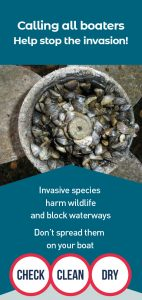 Calling all boaters
Help stop the invasion!
Invasive species
harm wildlife
and block waterways
Don't spread them
on your boat
CHECK CLEAN DRY